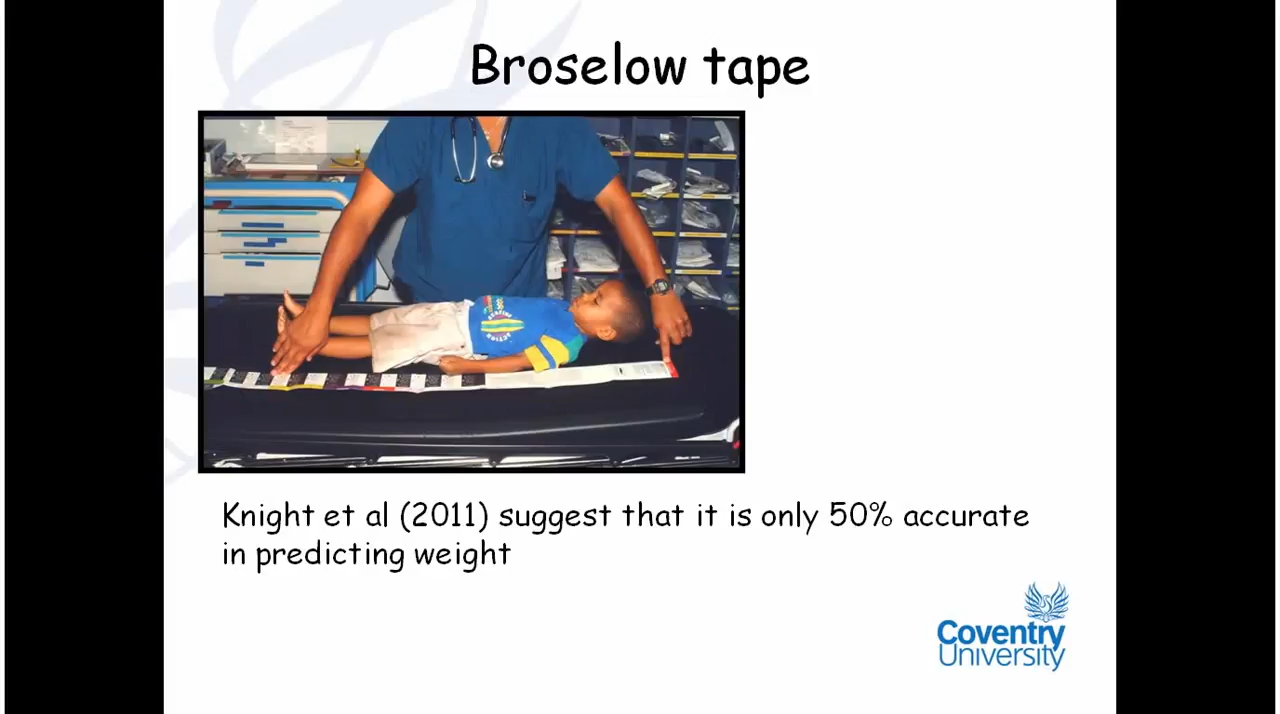 Broselow tape
Knight et al (2011) suggest that it is only 50% accurate
in predicting weight
Coventry
University